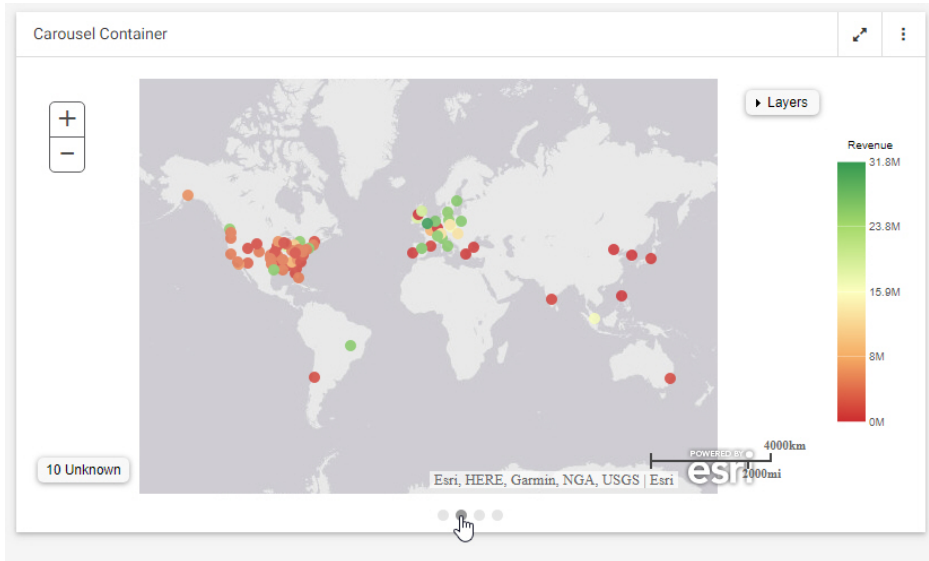 Carousel Container
+
−
Layers
Revenue
31.8M
23.8M
15.9M
8M
0M
10 Unknown
4000km
2000mi
POWERED BY
esri
Esri, HERE, Garmin, NGA, USGS | Esri